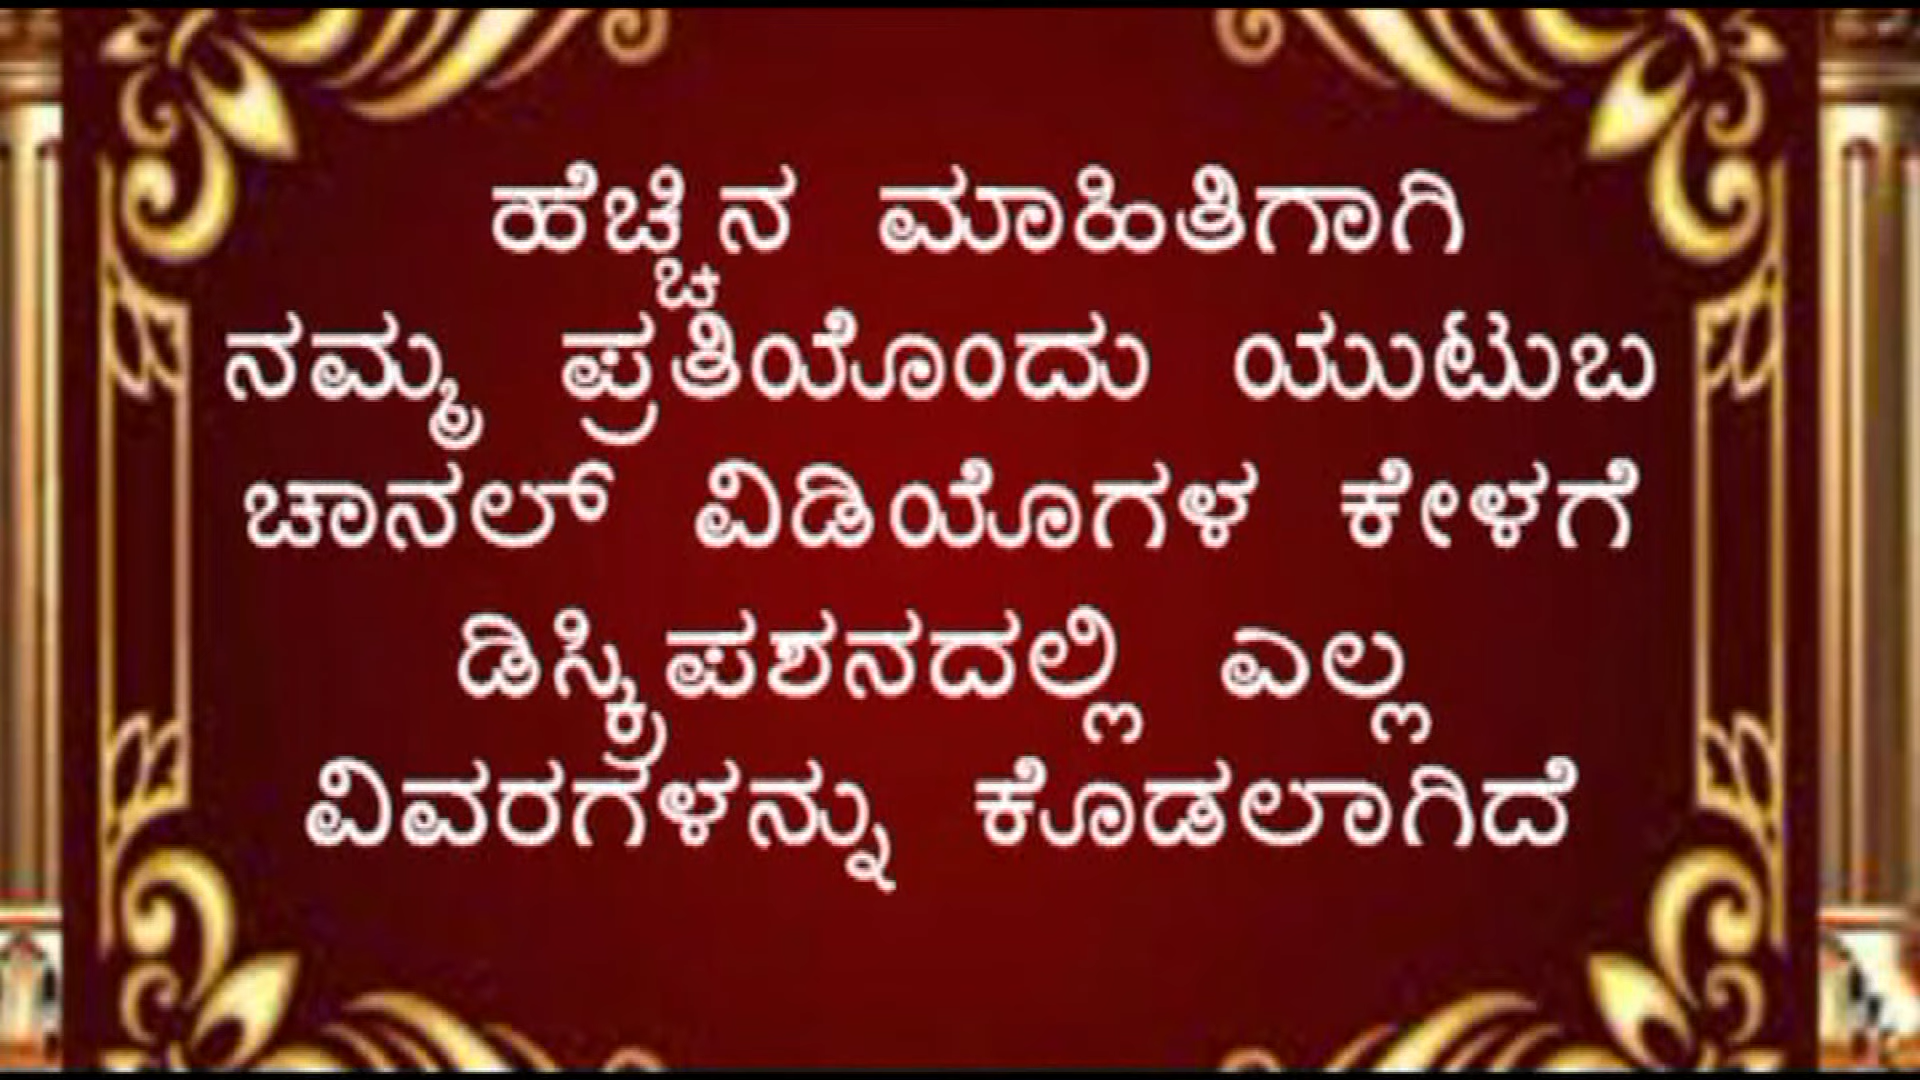 ಹೆಚ್ಚಿನ ಮಾಹಿತಿಗಾಗಿ
ನಮ್ಮ ಪ್ರತಿಯೊಂದು ಯುಟುಬ
ಚಾನಲ್ ವಿಡಿಯೊಗಳ ಕೇಳಗೆ
ಡಿಸ್ಕ್ರಿಪಶನದಲ್ಲಿ ಎಲ್ಲ
ವಿವರಗಳನ್ನು ಕೊಡಲಾಗಿದೆ